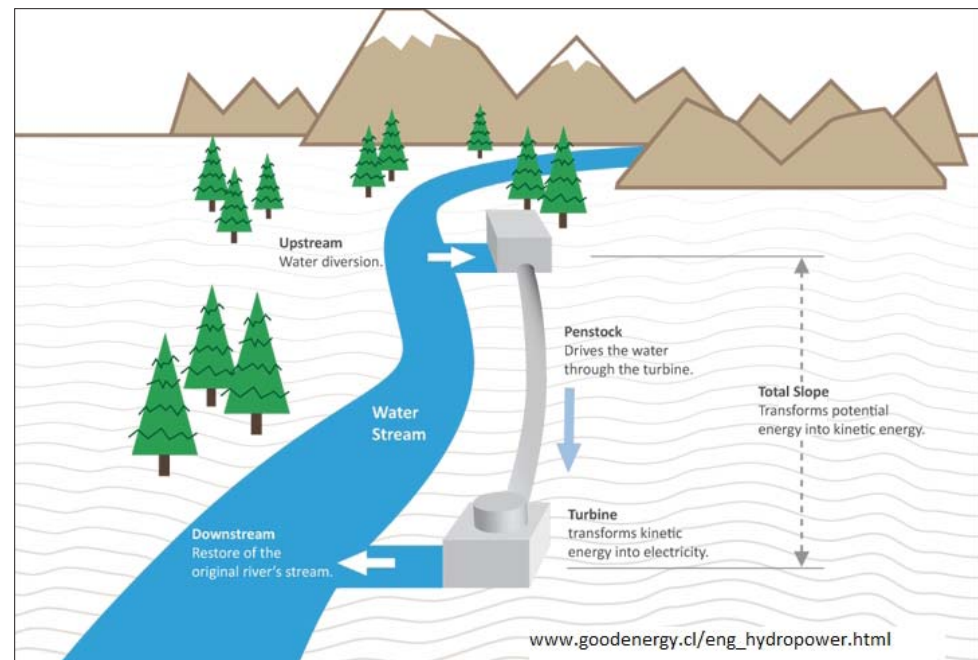 Upstream
Water diversion.
Penstock
Drives the water
through the turbine.
Total Slope
Transforms potential
energy into kinetic energy.
Water
Stream
Turbine
transforms kinetic
energy into electricity.
Downstream
Restore of the
original river's stream.
www.goodenergy.cl/eng_hydropower.html